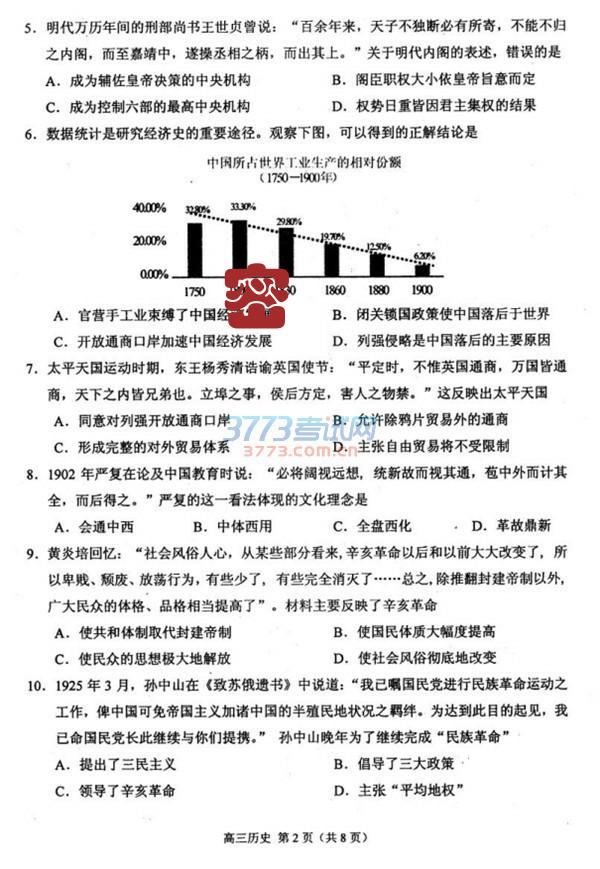 5．明代万历年间的刑部尚书王世贞曾说：“百余年来，天子不独断必有所寄，不能不归
之内阁，而至嘉靖中，遂操丞相之柄，而出其上。”关于明代内阁的表述，错误的是
A．成为辅佐皇帝决策的中央机构 B．阁臣职权大小依皇帝旨意而定
C．成为控制六部的最高中央机构 D．权势日重皆因君主集权的结果
6．数据统计是研究经济史的重要途径。观察下图，可以得到的正解结论是
中国所占世界工业生产的相对份额
（1750—1900年）
40.00%
20.00%
0.00%
32.80% 33.30% 29.80% 19.70% 12.50% 6.20%
1750 1860 1880 1900
A．官营手工业束缚了中国经 B．闭关锁国政策使中国落后于世界
C．开放通商口岸加速中国经济发展 D．列强侵略是中国落后的主要原因
7．太平天国运动时期，东王杨秀清诰谕英国使节：“平定时，不惟英国通商，万国皆通
商，天下之内皆兄弟也。立埠之事，侯后方定，害人之物禁。”这反映出太平天国
A．同意对列强开放通商口岸 B．允许除鸦片贸易外的通商
C．形成完整的对外贸易体系 D．主张自由贸易将不受限制
3773考试网
3773.com.cn
8．1902 年严复在论及中国教育时说：“必将阔视远想，统新故而视其通，苞中外而计其
全，而后得之。”严复的这一看法体现的文化理念是
A．会通中西 B．中体西用 C．全盘西化 D．革故鼎新
9．黄炎培回忆：“社会风俗人心，从某些部分看来，辛亥革命以后和以前大大改变了，所
以卑贱、颓废、放荡行为，有些少了，有些完全消灭了……总之，除推翻封建帝制以外，
广大民众的体格、品格相当提高了”。材料主要反映了辛亥革命
A．使共和体制取代封建帝制 B．使国民体质大幅度提高
C．使民众的思想极大地解放 D．使社会风俗彻底地改变
10．1925 年 3 月，孙中山在《致苏俄遗书》中说道：“我已嘱国民党进行民族革命运动之
工作，俾中国可免帝国主义加诸中国的半殖民地状况之羁绊。为达到此目的起见，我
已命国民党长此继续与你们提携。” 孙中山晚年为了继续完成“民族革命”
A．提出了三民主义 B．倡导了三大政策
C．领导了辛亥革命 D．主张“平均地权”
高三历史 第 2 页（共 8 页）